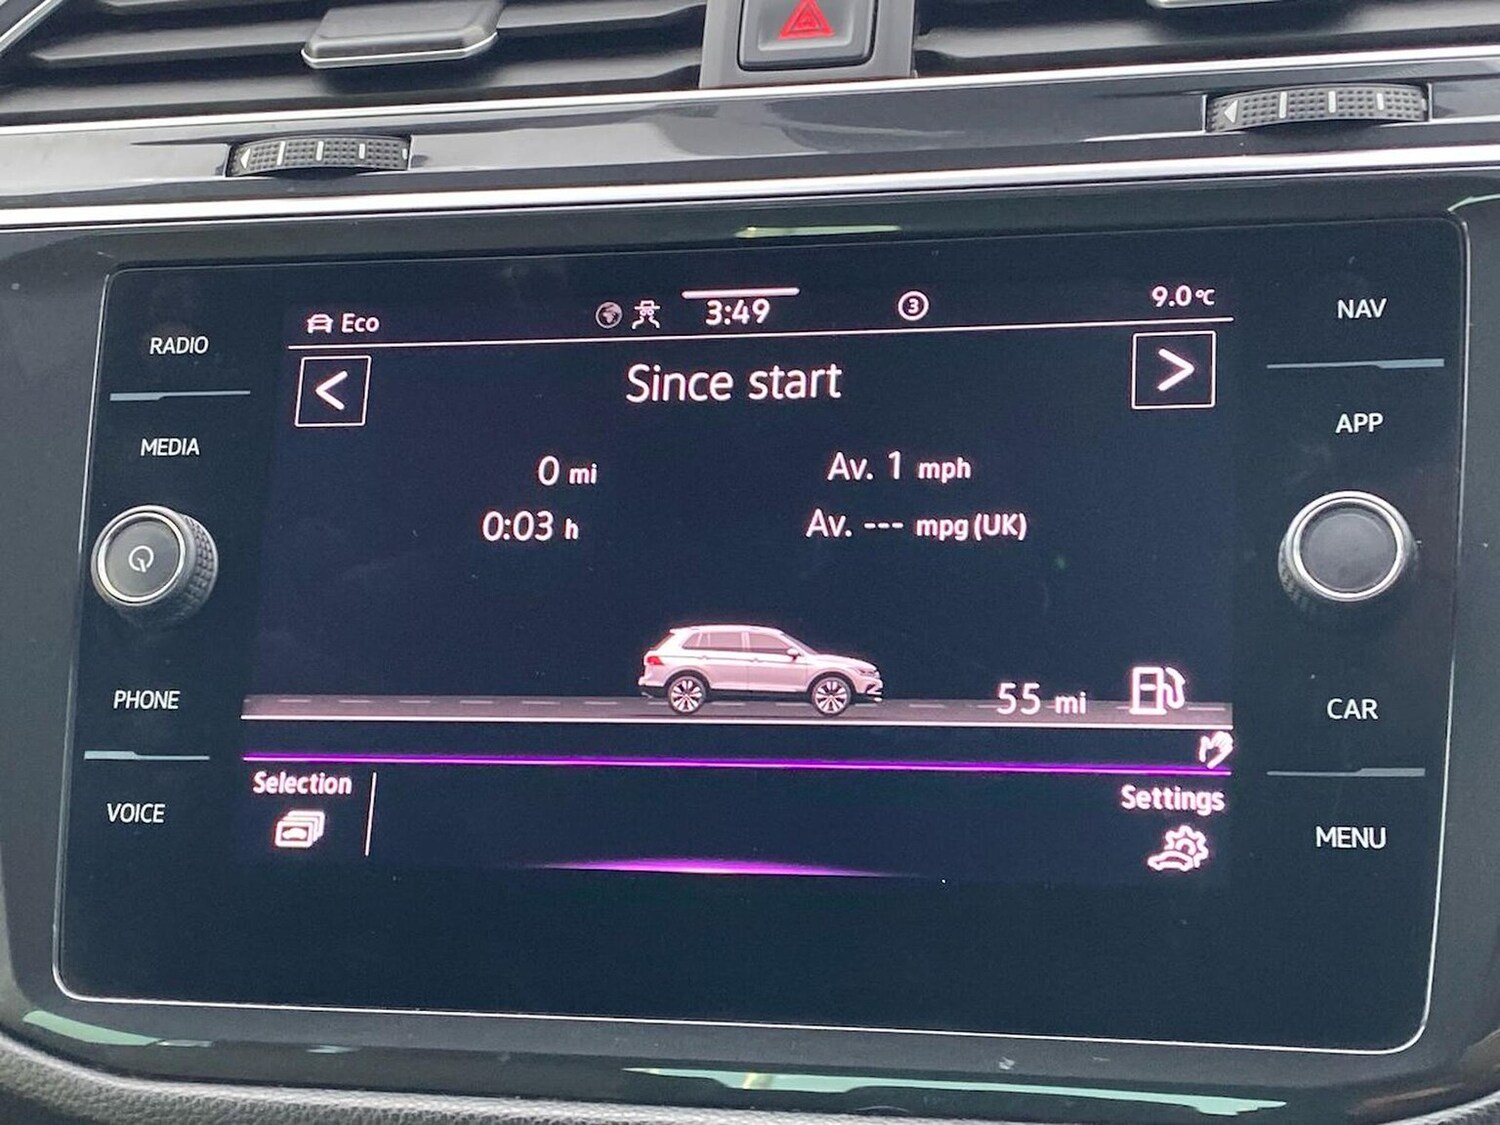 Eco
3:49
3
9.0°C
NAV
RADIO
< Since start >
APP
MEDIA
0 mi
Av. 1 mph
0:03 h
Av. --- mpg (UK)
PHONE
55 mi
CAR
Selection
Settings
VOICE
MENU